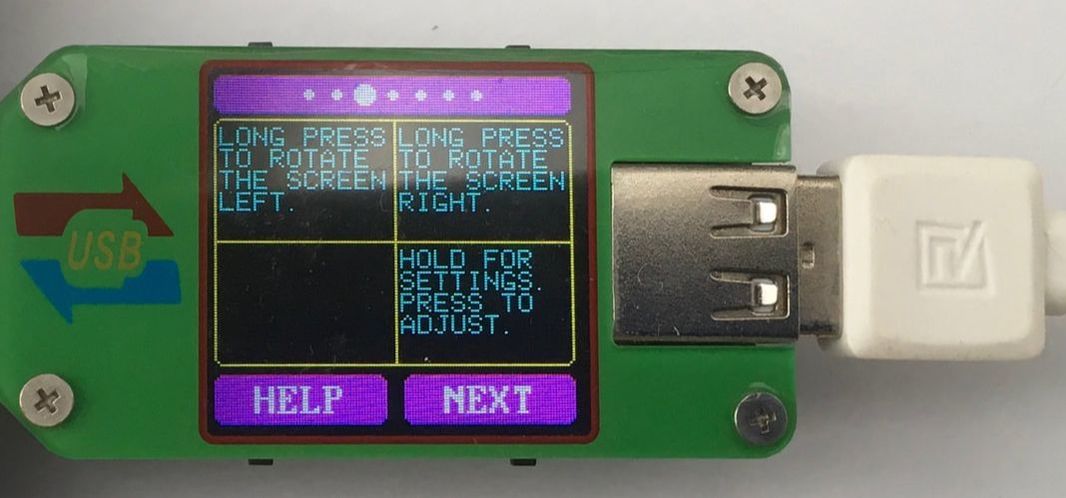 USB
LONG PRESS
TO ROTATE
THE SCREEN
LEFT.
LONG PRESS
TO ROTATE
THE SCREEN
RIGHT.
HOLD FOR
SETTINGS.
PRESS TO
ADJUST.
HELP
NEXT